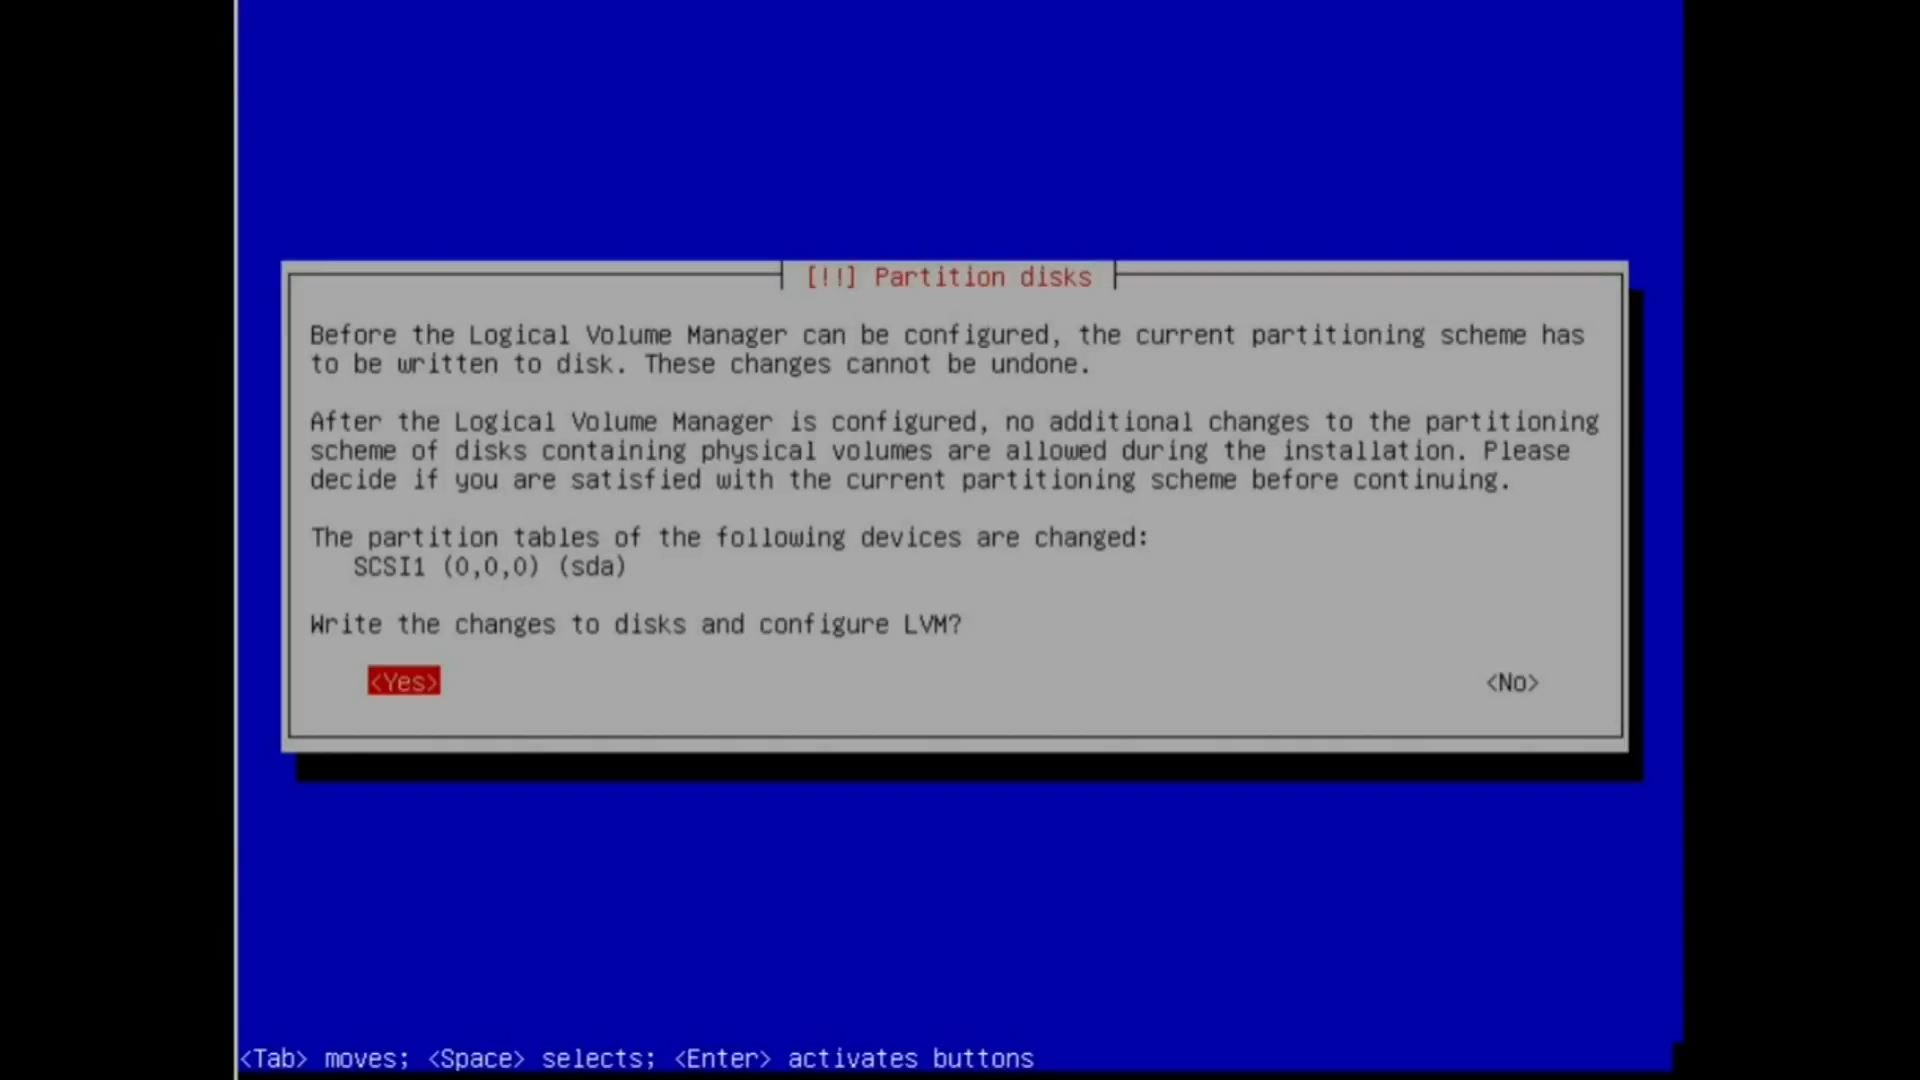 [!!] Partition disks
Before the Logical Volume Manager can be configured, the current partitioning scheme has
to be written to disk. These changes cannot be undone.
After the Logical Volume Manager is configured, no additional changes to the partitioning
scheme of disks containing physical volumes are allowed during the installation. Please
decide if you are satisfied with the current partitioning scheme before continuing.
The partition tables of the following devices are changed:
SCSI1 (0,0,0) (sda)
Write the changes to disks and configure LVM?
<Yes> <No>
<Tab> moves; <Space> selects; <Enter> activates buttons